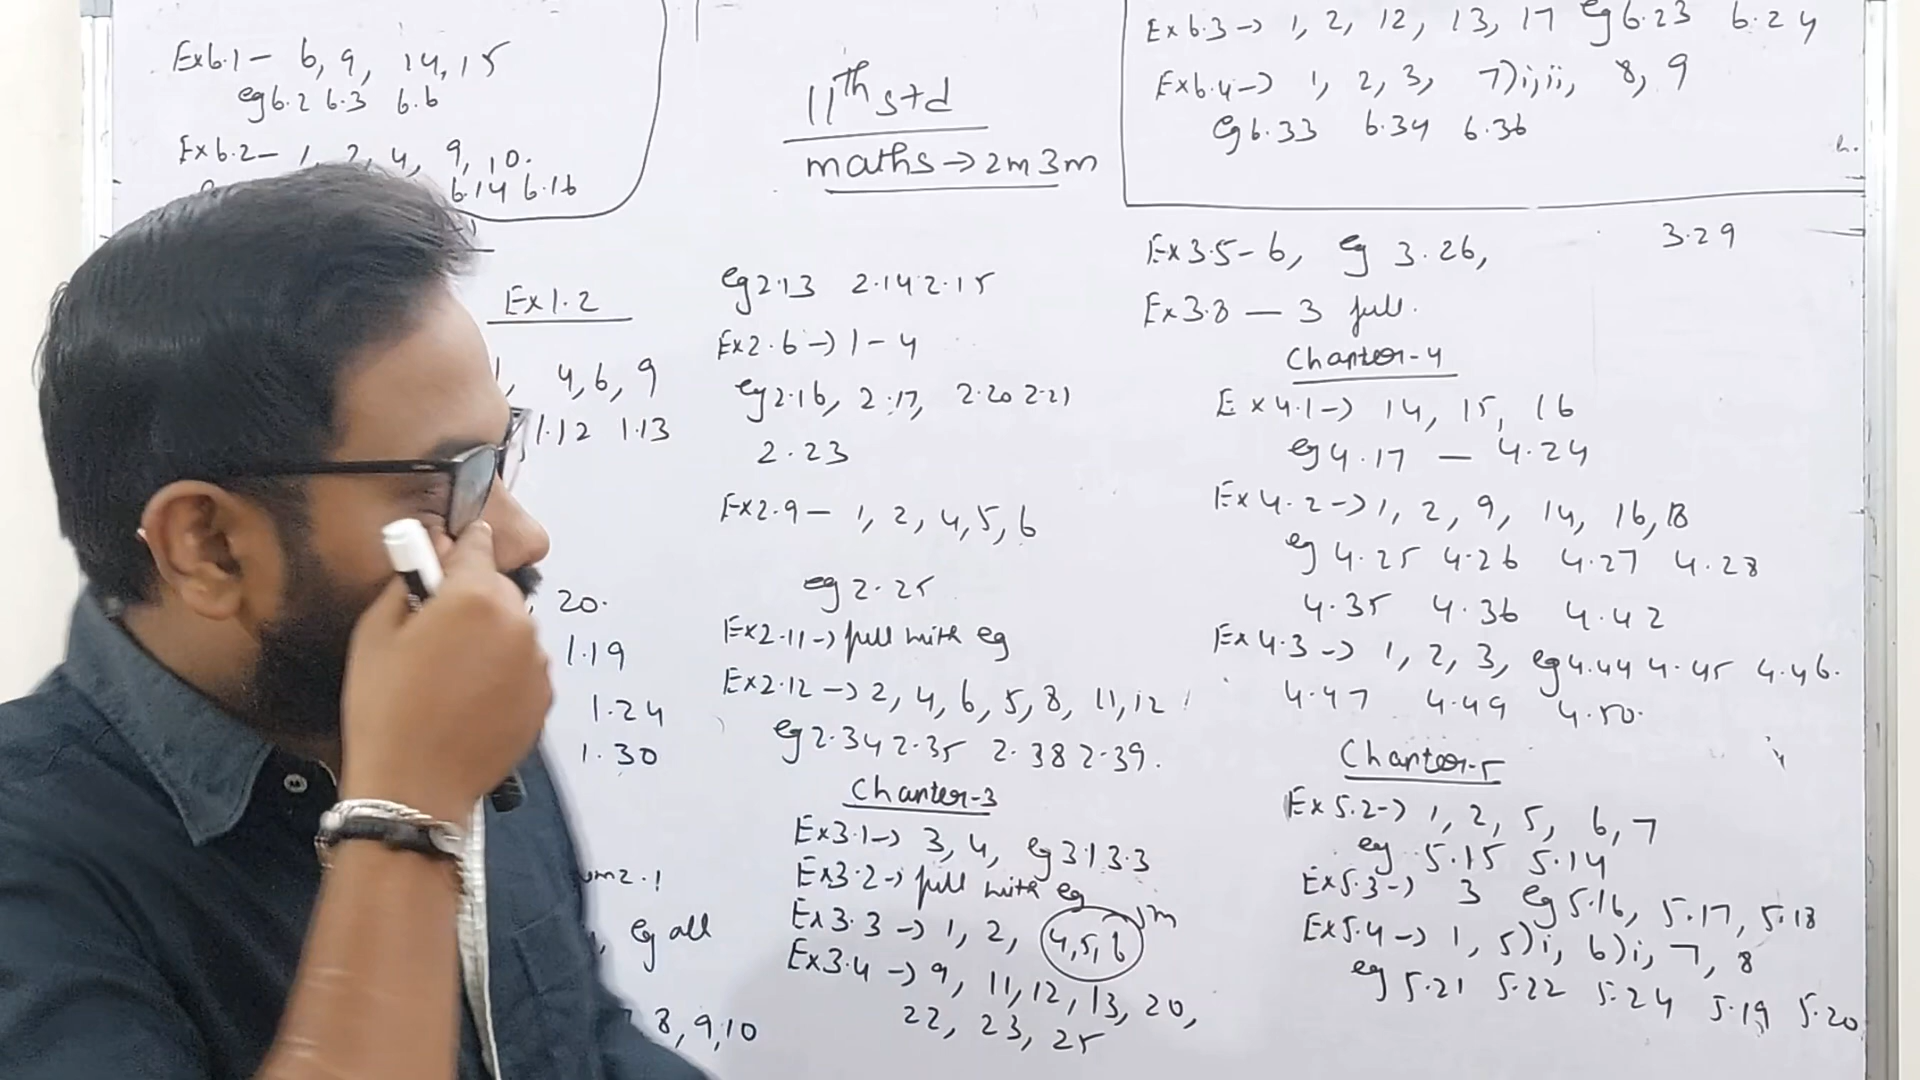 Ex6.1 - 6, 9, 14, 15
eg 6.2 6.3 6.6
Ex 6.2 - 1, 2, 4, 9, 10.
6.14 6.16
11th std
maths → 2m 3m
Ex 6.3 → 1, 2, 12, 13, 17 eg 6.23 6.24
Ex 6.4 → 1, 2, 3, 7)i, ii, 8, 9
eg 6.33 6.34 6.36
Ex 1.2
4, 6, 9
1.12 1.13
20.
1.19
1.24
1.30
2.1
eg all
8, 9, 10
eg 2.13 2.14 2.15
Ex 2.6 → 1 - 4
eg 2.16, 2.17, 2.20 2.21
2.23
Ex 2.9 - 1, 2, 4, 5, 6
eg 2.25
Ex 2.11 → full with eg
Ex 2.12 → 2, 4, 6, 5, 8, 11, 12
eg 2.34 2.35 2.38 2.39.
Chapter-3
Ex 3.1 → 3, 4, eg 3.1 3.3
Ex 3.2 → full with eg
Ex 3.3 → 1, 2, 4, 5, 6
Ex 3.4 → 9, 11, 12, 13, 20,
22, 23, 25
Ex 3.5 - 6, eg 3.26, 3.29
Ex 3.8 — 3 full.
Chapter-4
Ex 4.1 → 14, 15, 16
eg 4.17 — 4.24
Ex 4.2 → 1, 2, 9, 14, 16, 18
eg 4.25 4.26 4.27 4.28
4.35 4.36 4.42
Ex 4.3 → 1, 2, 3, eg 4.44 4.45 4.46.
4.47 4.49 4.50.
Chapter-5
Ex 5.2 → 1, 2, 5, 6, 7
eg 5.15 5.14
Ex 5.3 → 3 eg 5.16, 5.17, 5.18
Ex 5.4 → 1, 5)i, 6)i, 7, 8
eg 5.21 5.22 5.24 5.19 5.20